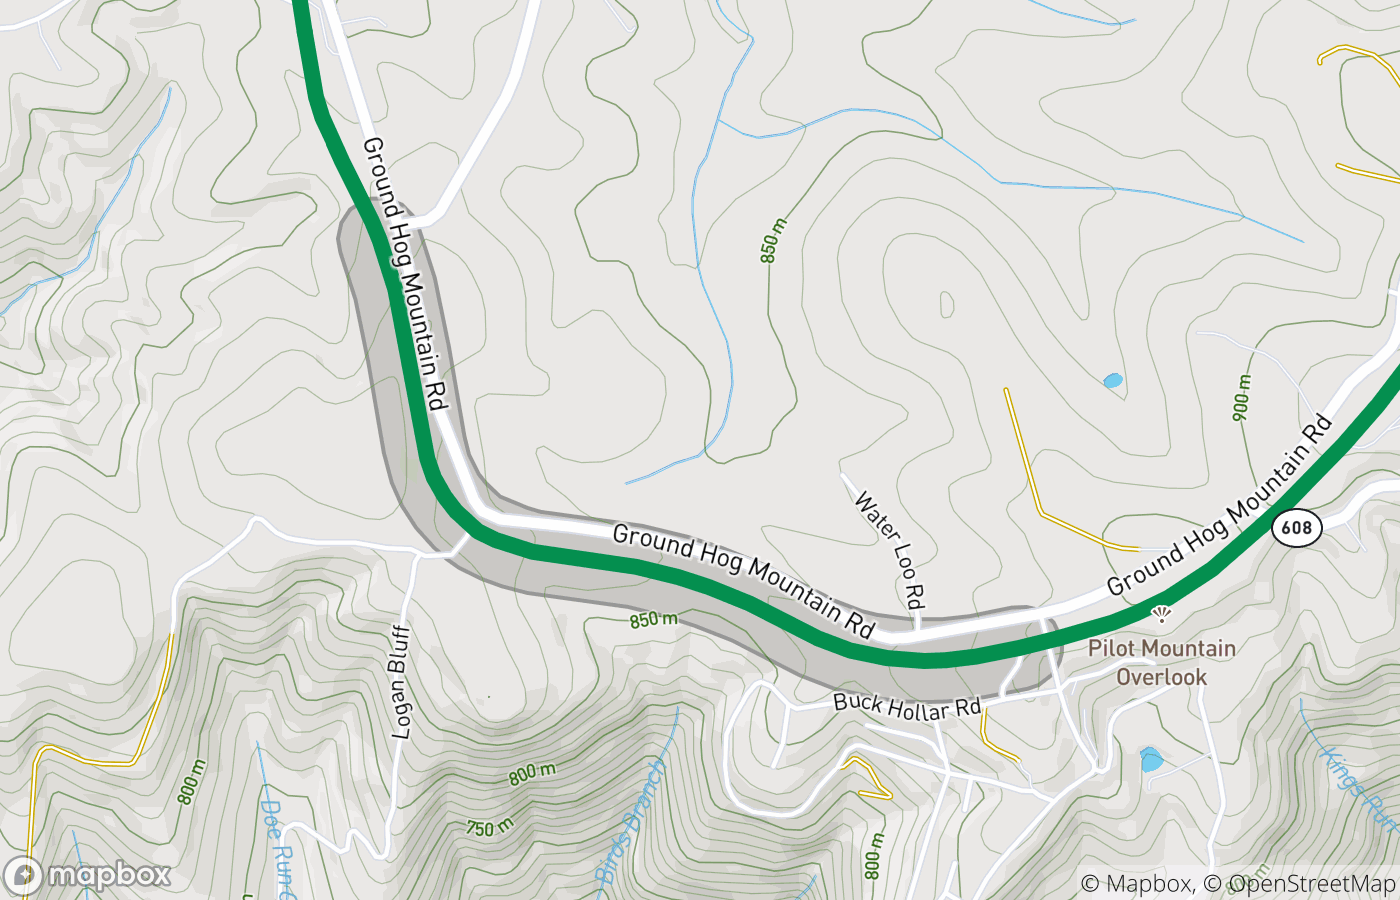 Ground Hog Mountain Rd
850 m
900 m
Water Loo Rd
Ground Hog Mountain Rd
608
Ground Hog Mountain Rd
850 m
Pilot Mountain
Overlook
Logan Bluff
Buck Hollar Rd
800 m
800 m
750 m
Doe Run C
Birds Branch
800 m
Kings Run
800 m
mapbox
© Mapbox, © OpenStreetMap